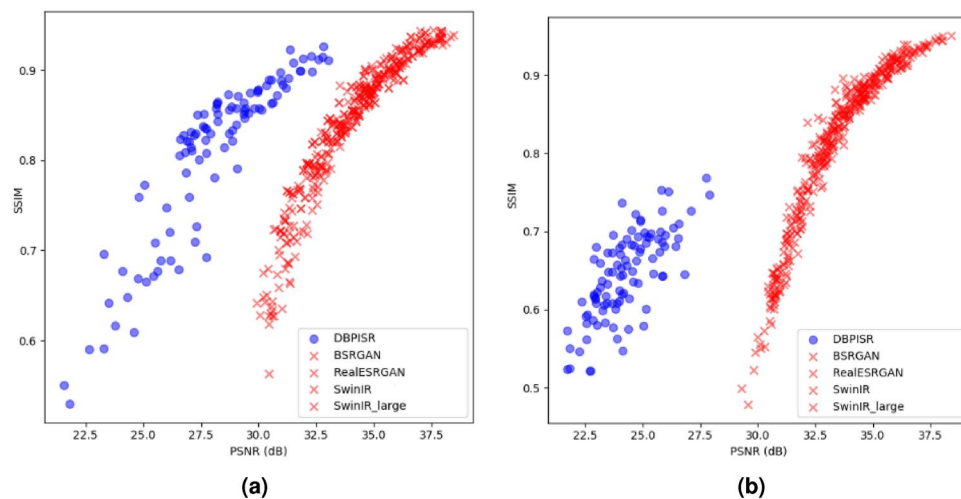 0.9
0.8
0.7
0.6
SSIM
22.5 25.0 27.5 30.0 32.5 35.0 37.5
PSNR (dB)
DBPISR
BSRGAN
RealESRGAN
SwinIR
SwinIR_large
(a)
0.9
0.8
0.7
0.6
0.5
SSIM
22.5 25.0 27.5 30.0 32.5 35.0 37.5
PSNR (dB)
DBPISR
BSRGAN
RealESRGAN
SwinIR
SwinIR_large
(b)